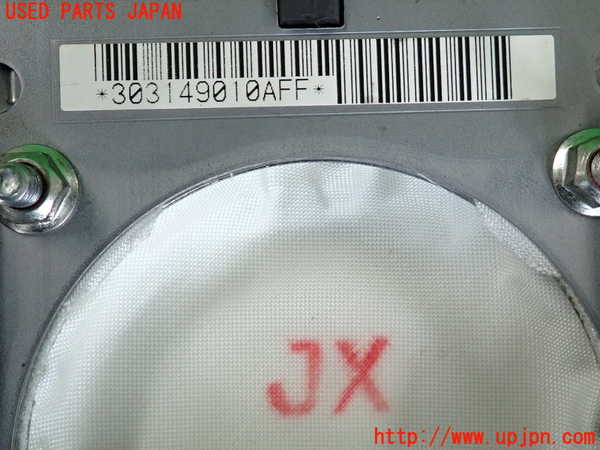 USED PARTS JAPAN
*303149010AFF*
JX
http://www.upjpn.com/